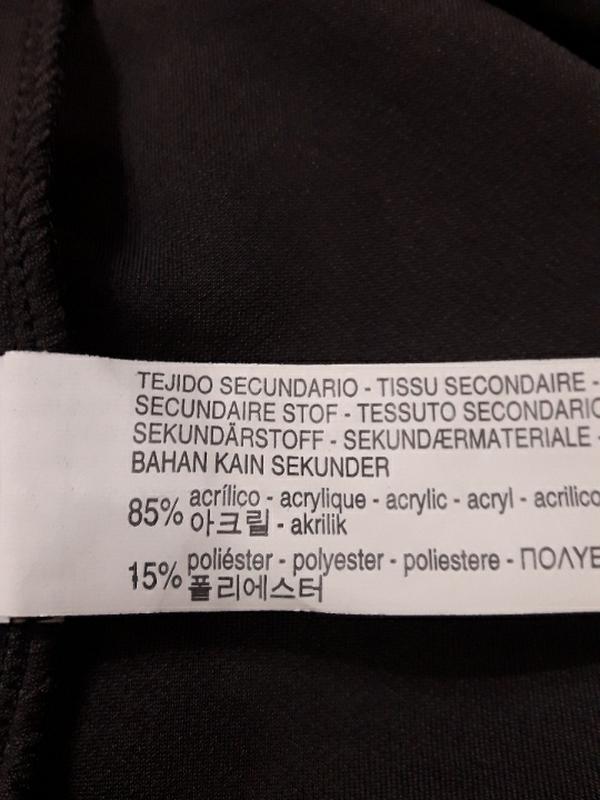 TEJIDO SECUNDARIO - TISSU SECONDAIRE -
SECUNDAIRE STOF - TESSUTO SECONDARIO
SEKUNDÄRSTOFF - SEKUNDÆRMATERIALE -
BAHAN KAIN SEKUNDER
85% acrílico - acrylique - acrylic - acryl - acrilico
아크릴 - akrilik
15% poliéster - polyester - poliestere -
폴리에스터